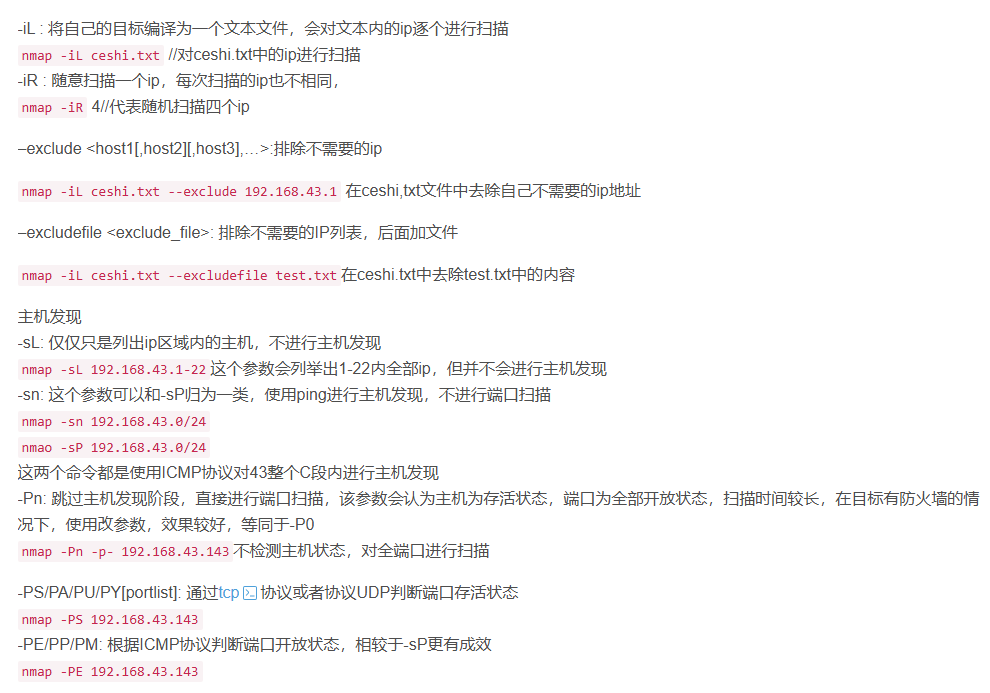 -iL : 将自己的目标编译为一个文本文件，会对文本内的ip逐个进行扫描
nmap -iL ceshi.txt //对ceshi.txt中的ip进行扫描
-iR : 随意扫描一个ip，每次扫描的ip也不相同，
nmap -iR 4//代表随机扫描四个ip
–exclude <host1[,host2][,host3],…>:排除不需要的ip
nmap -iL ceshi.txt --exclude 192.168.43.1 在ceshi,txt文件中去除自己不需要的ip地址
–excludefile <exclude_file>: 排除不需要的IP列表，后面加文件
nmap -iL ceshi.txt --excludefile test.txt 在ceshi.txt中去除test.txt中的内容
主机发现
-sL: 仅仅只是列出ip区域内的主机，不进行主机发现
nmap -sL 192.168.43.1-22 这个参数会列举出1-22内全部ip，但并不会进行主机发现
-sn: 这个参数可以和-sP归为一类，使用ping进行主机发现，不进行端口扫描
nmap -sn 192.168.43.0/24
nmao -sP 192.168.43.0/24
这两个命令都是使用ICMP协议对43整个C段内进行主机发现
-Pn: 跳过主机发现阶段，直接进行端口扫描，该参数会认为主机为存活状态，端口为全部开放状态，扫描时间较长，在目标有防火墙的情
况下，使用改参数，效果较好，等同于-P0
nmap -Pn -p- 192.168.43.143 不检测主机状态，对全端口进行扫描
-PS/PA/PU/PY[portlist]: 通过tcp协议或者协议UDP判断端口存活状态
nmap -PS 192.168.43.143
-PE/PP/PM: 根据ICMP协议判断端口开放状态，相较于-sP更有成效
nmap -PE 192.168.43.143